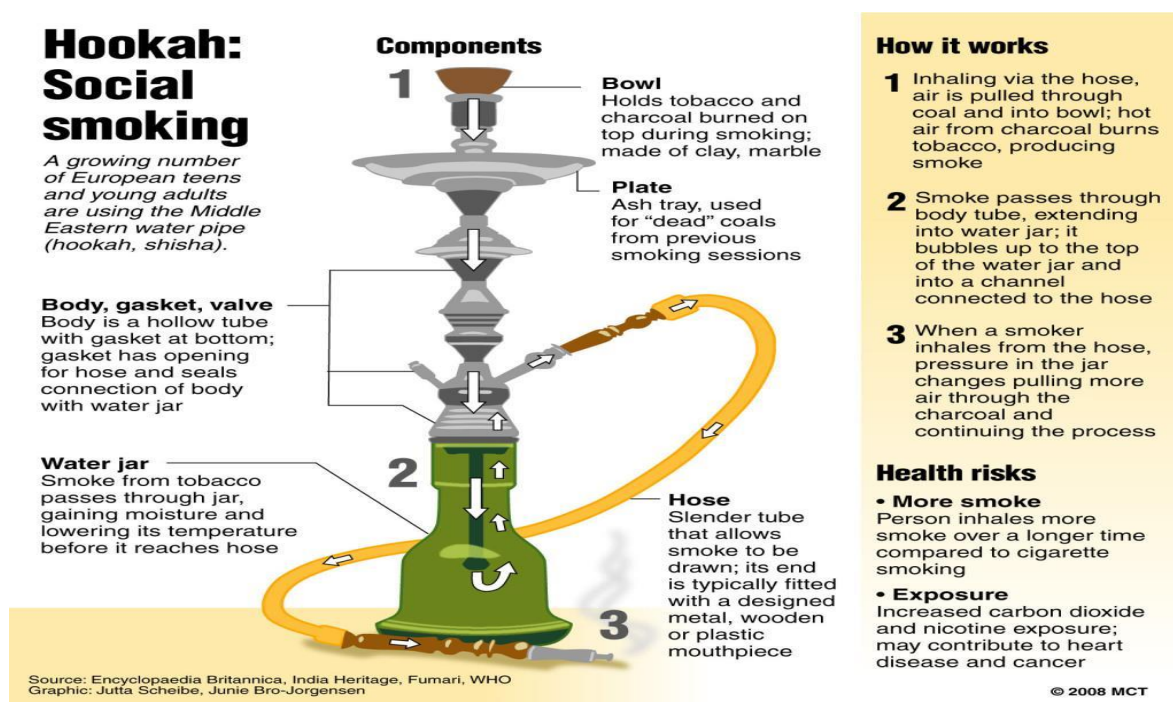 Hookah:
Social
smoking
A growing number
of European teens
and young adults
are using the Middle
Eastern water pipe
(hookah, shisha).
Components
1
Bowl
Holds tobacco and
charcoal burned on
top during smoking;
made of clay, marble
Plate
Ash tray, used
for “dead” coals
from previous
smoking sessions
Body, gasket, valve
Body is a hollow tube
with gasket at bottom;
gasket has opening
for hose and seals
connection of body
with water jar
Water jar
Smoke from tobacco
passes through jar,
gaining moisture and
lowering its temperature
before it reaches hose
2
Hose
Slender tube
that allows
smoke to be
drawn; its end
is typically fitted
with a designed
metal, wooden
or plastic
mouthpiece
3
How it works
1 Inhaling via the hose,
air is pulled through
coal and into bowl; hot
air from charcoal burns
tobacco, producing
smoke
2 Smoke passes through
body tube, extending
into water jar; it
bubbles up to the top
of the water jar and
into a channel
connected to the hose
3 When a smoker
inhales from the hose,
pressure in the jar
changes pulling more
air through the
charcoal and
continuing the process
Health risks
• More smoke
Person inhales more
smoke over a longer time
compared to cigarette
smoking
• Exposure
Increased carbon dioxide
and nicotine exposure;
may contribute to heart
disease and cancer
Source: Encyclopaedia Britannica, India Heritage, Fumari, WHO
Graphic: Jutta Scheibe, Junie Bro-Jorgensen
© 2008 MCT